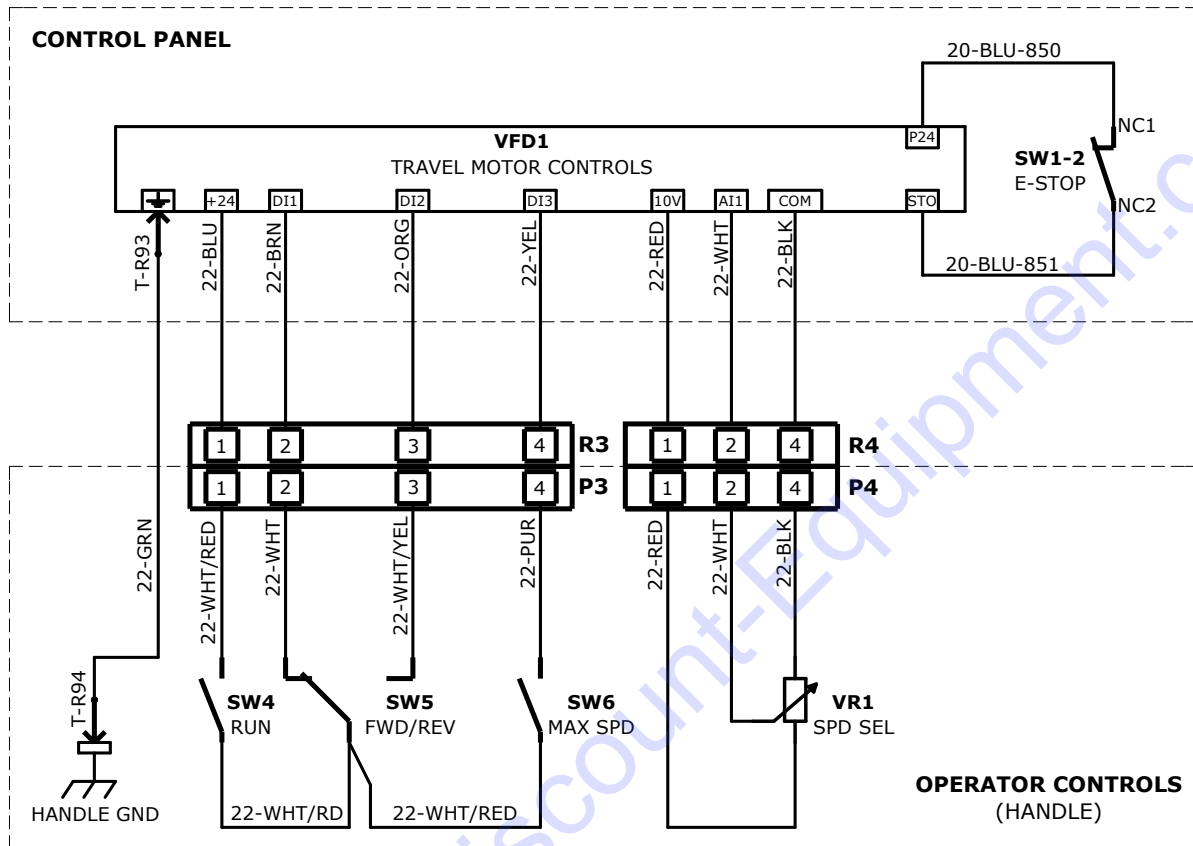 CONTROL PANEL
20-BLU-850
VFD1
TRAVEL MOTOR CONTROLS
P24
NC1
SW1-2
E-STOP
NC2
+24
DI1
DI2
DI3
10V
AI1
COM
STO
20-BLU-851
T-R93
22-BLU
22-BRN
22-ORG
22-YEL
22-RED
22-WHT
22-BLK
1 2 3 4 R3
1 2 4 R4
1 2 3 4 P3
1 2 4 P4
22-GRN
22-WHT/RED
22-WHT
22-WHT/YEL
22-PUR
22-RED
22-WHT
22-BLK
T-R94
SW4
RUN
SW5
FWD/REV
SW6
MAX SPD
VR1
SPD SEL
HANDLE GND
22-WHT/RD
22-WHT/RED
OPERATOR CONTROLS
(HANDLE)
iscount-Equipment.c